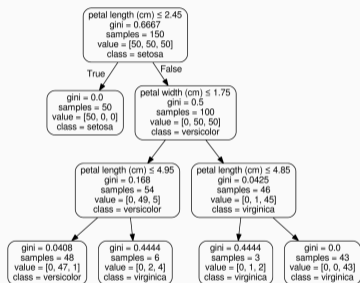 petal length (cm) ≤ 2.45
gini = 0.6667
samples = 150
value = [50, 50, 50]
class = setosa
True
False
gini = 0.0
samples = 50
value = [50, 0, 0]
class = setosa
petal width (cm) ≤ 1.75
gini = 0.5
samples = 100
value = [0, 50, 50]
class = versicolor
petal length (cm) ≤ 4.95
gini = 0.168
samples = 54
value = [0, 49, 5]
class = versicolor
petal length (cm) ≤ 4.85
gini = 0.0425
samples = 46
value = [0, 1, 45]
class = virginica
gini = 0.0408
samples = 48
value = [0, 47, 1]
class = versicolor
gini = 0.4444
samples = 6
value = [0, 2, 4]
class = virginica
gini = 0.4444
samples = 3
value = [0, 1, 2]
class = virginica
gini = 0.0
samples = 43
value = [0, 0, 43]
class = virginica